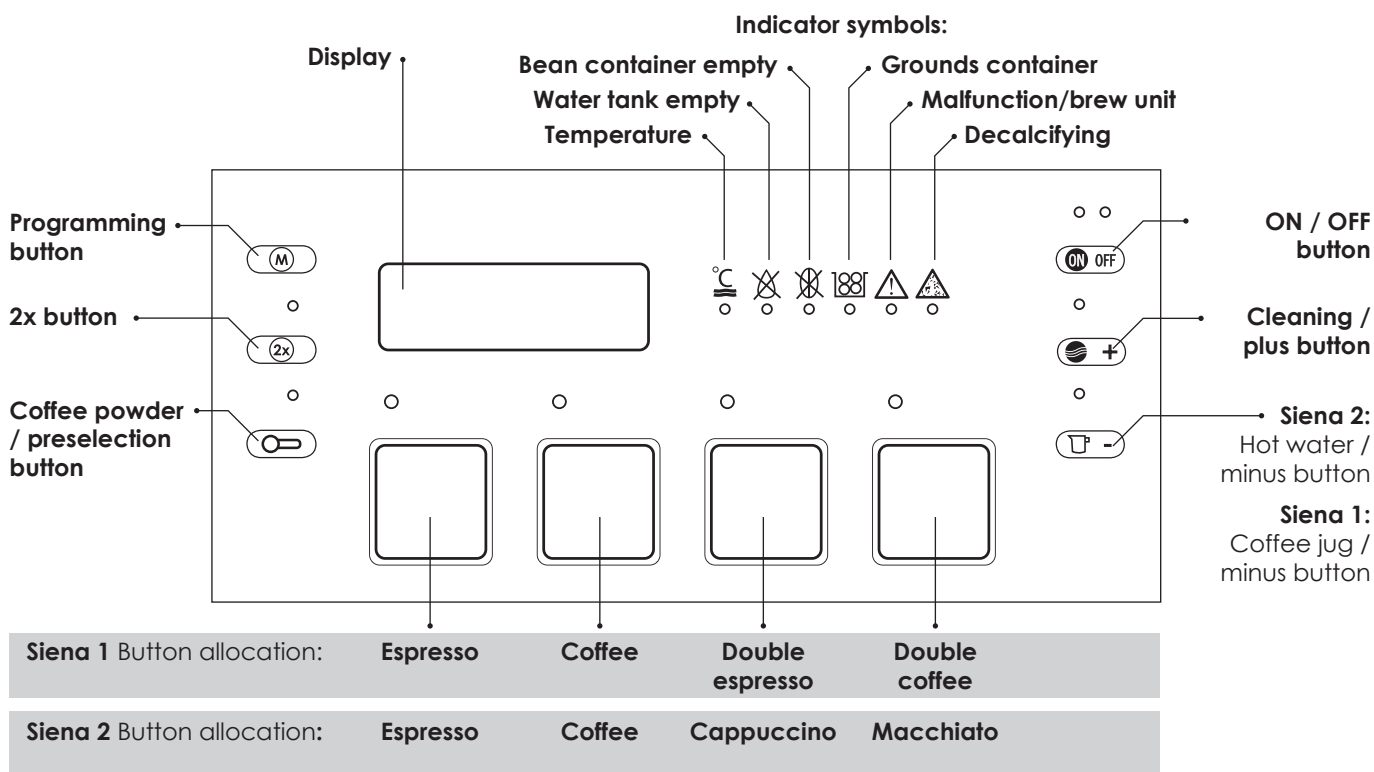 Indicator symbols:
Display
Bean container empty
Grounds container
Water tank empty
Malfunction/brew unit
Temperature
Decalcifying
Programming
button
M
°C
ON OFF
ON / OFF
button
2x button
2x
+
Cleaning /
plus button
Coffee powder
/ preselection
button
-
Siena 2:
Hot water /
minus button
Siena 1:
Coffee jug /
minus button
Siena 1 Button allocation: Espresso Coffee Double espresso Double coffee
Siena 2 Button allocation: Espresso Coffee Cappuccino Macchiato